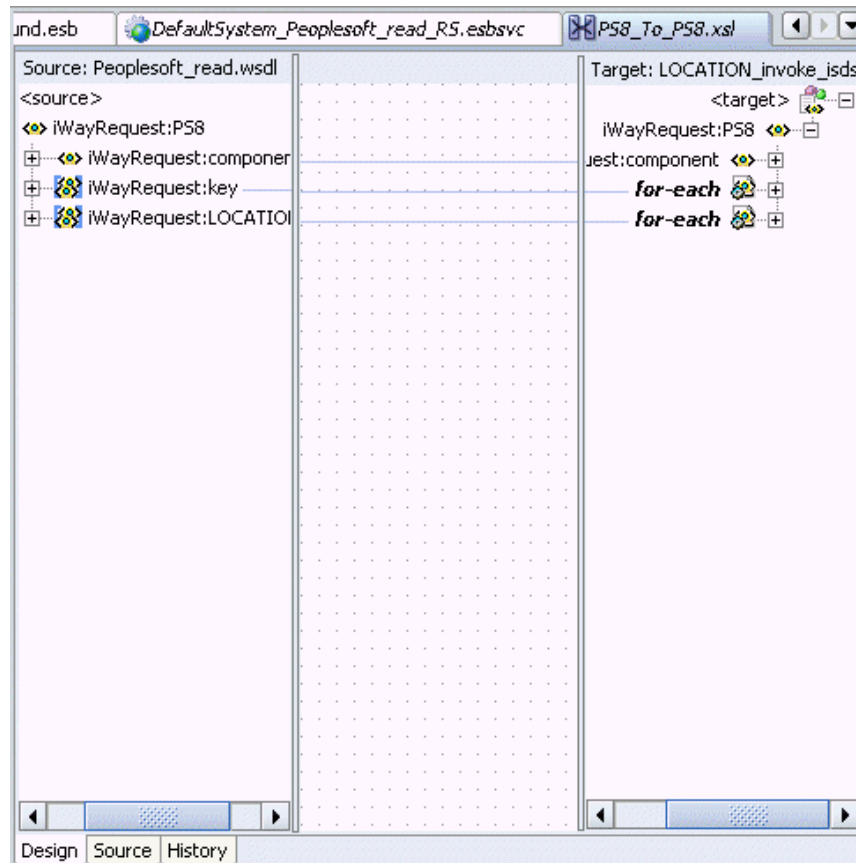 und.esb DefaultSystem_Peoplesoft_read_RS.esbsvc PS8_To_PS8.xsl
Source: Peoplesoft_read.wsdl Target: LOCATION_invoke_isds
<source> <target>
iWayRequest:PS8 iWayRequest:PS8
iWayRequest:componer uest:component
iWayRequest:key for-each
iWayRequest:LOCATIO for-each
Design Source History